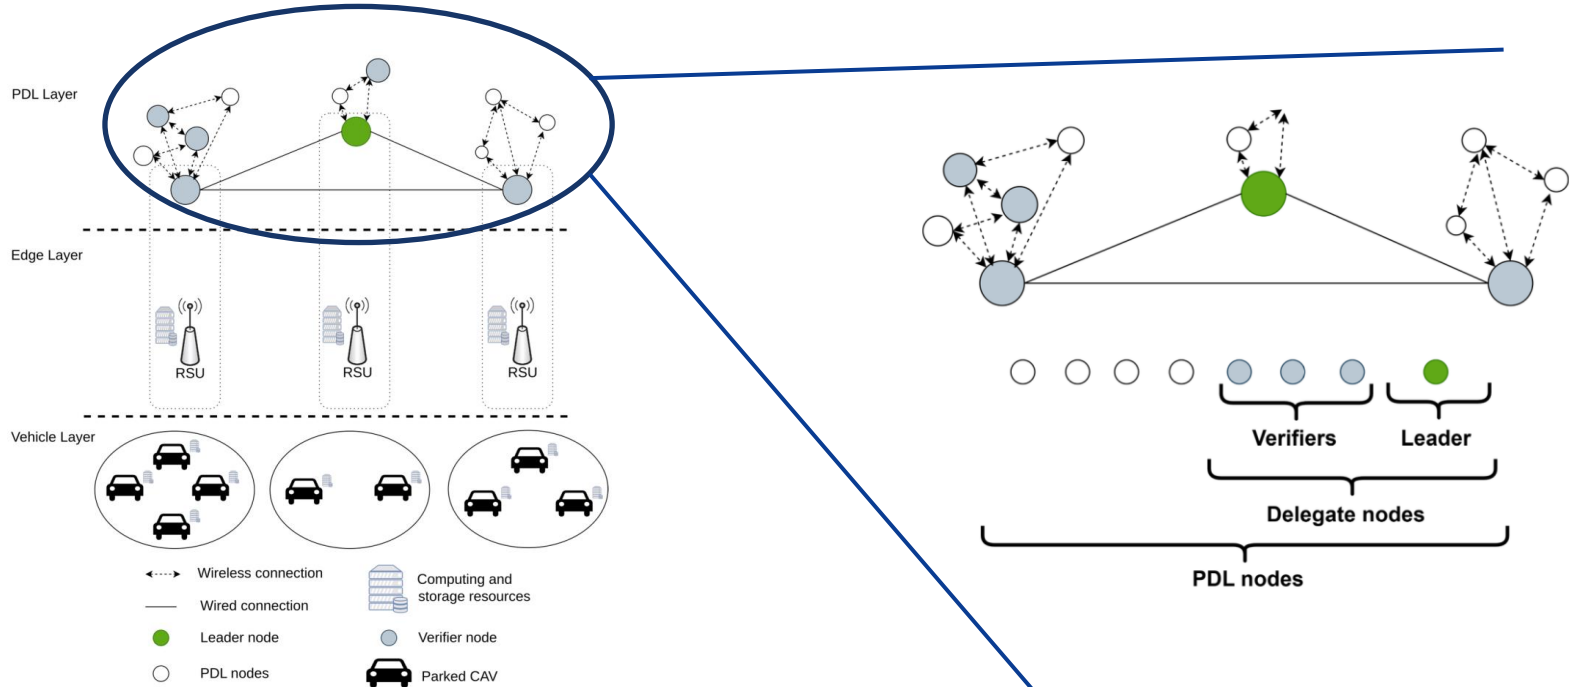 PDL Layer
Edge Layer
RSU
RSU
RSU
Vehicle Layer
Wireless connection
Computing and
storage resources
Wired connection
Leader node
Verifier node
PDL nodes
Parked CAV
Verifiers
Leader
Delegate nodes
PDL nodes